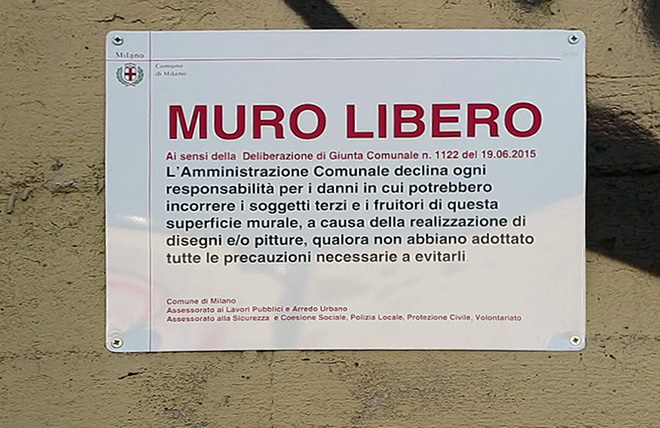 Milano
Comune
di Milano
MURO LIBERO
Ai sensi della Deliberazione di Giunta Comunale n. 1122 del 19.06.2015
L'Amministrazione Comunale declina ogni
responsabilità per i danni in cui potrebbero
incorrere i soggetti terzi e i fruitori di questa
superficie murale, a causa della realizzazione di
disegni e/o pitture, qualora non abbiano adottato
tutte le precauzioni necessarie a evitarli
Comune di Milano
Assessorato ai Lavori Pubblici e Arredo Urbano
Assessorato alla Sicurezza e Coesione Sociale, Polizia Locale, Protezione Civile, Volontariato